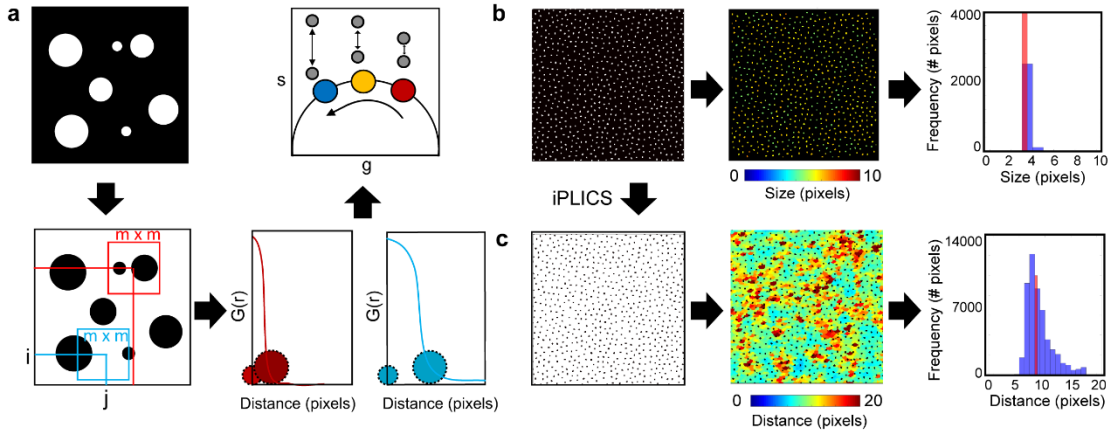 a
s
g
m x m
m x m
i
j
G(r)
Distance (pixels)
G(r)
Distance (pixels)
b
0 10
Size (pixels)
Frequency (# pixels)
4000
2000
0
0 2 4 6 8 10
Size (pixels)
iPLICS
c
0 20
Distance (pixels)
Frequency (# pixels)
14000
7000
0
0 5 10 15 20
Distance (pixels)